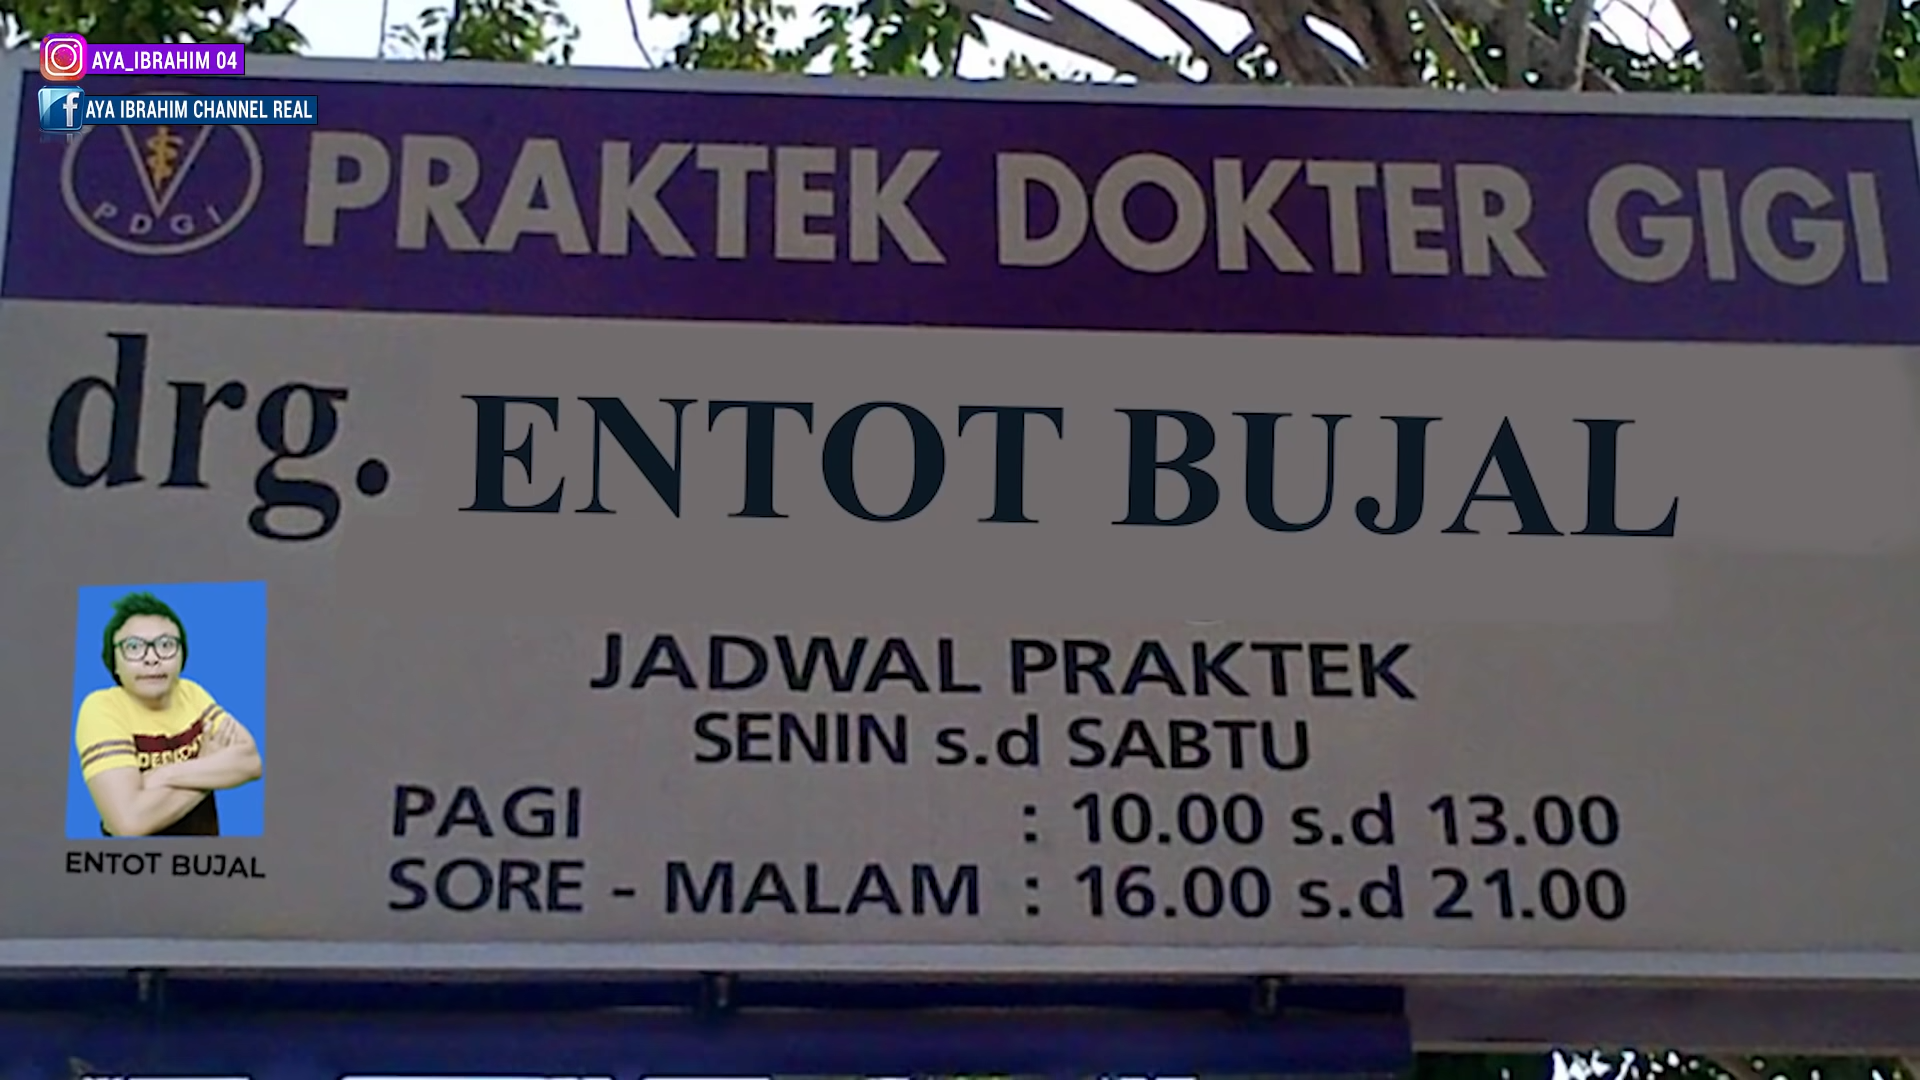 AYA_IBRAHIM 04
AYA IBRAHIM CHANNEL REAL
PDGI
PRAKTEK DOKTER GIGI
drg. ENTOT BUJAL
JADWAL PRAKTEK
SENIN s.d SABTU
PAGI : 10.00 s.d 13.00
SORE - MALAM : 16.00 s.d 21.00
ENTOT BUJAL